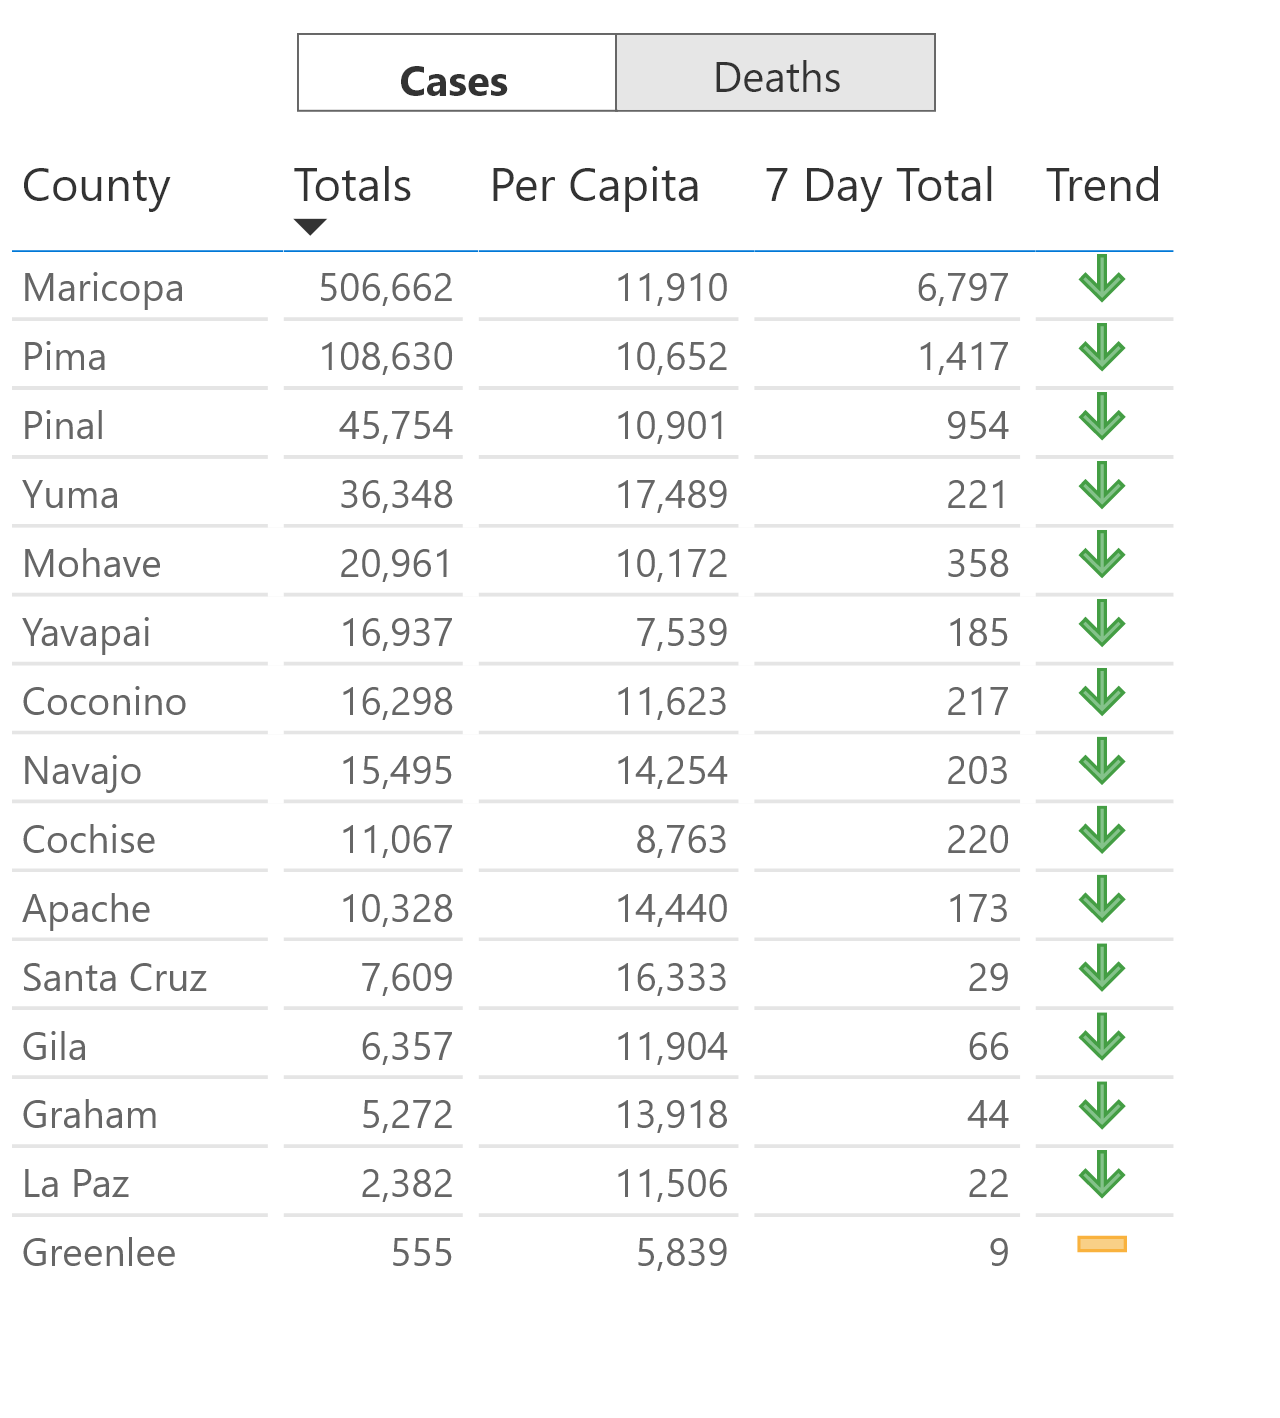 Cases Deaths
County Totals Per Capita 7 Day Total Trend
Maricopa 506,662 11,910 6,797
Pima 108,630 10,652 1,417
Pinal 45,754 10,901 954
Yuma 36,348 17,489 221
Mohave 20,961 10,172 358
Yavapai 16,937 7,539 185
Coconino 16,298 11,623 217
Navajo 15,495 14,254 203
Cochise 11,067 8,763 220
Apache 10,328 14,440 173
Santa Cruz 7,609 16,333 29
Gila 6,357 11,904 66
Graham 5,272 13,918 44
La Paz 2,382 11,506 22
Greenlee 555 5,839 9